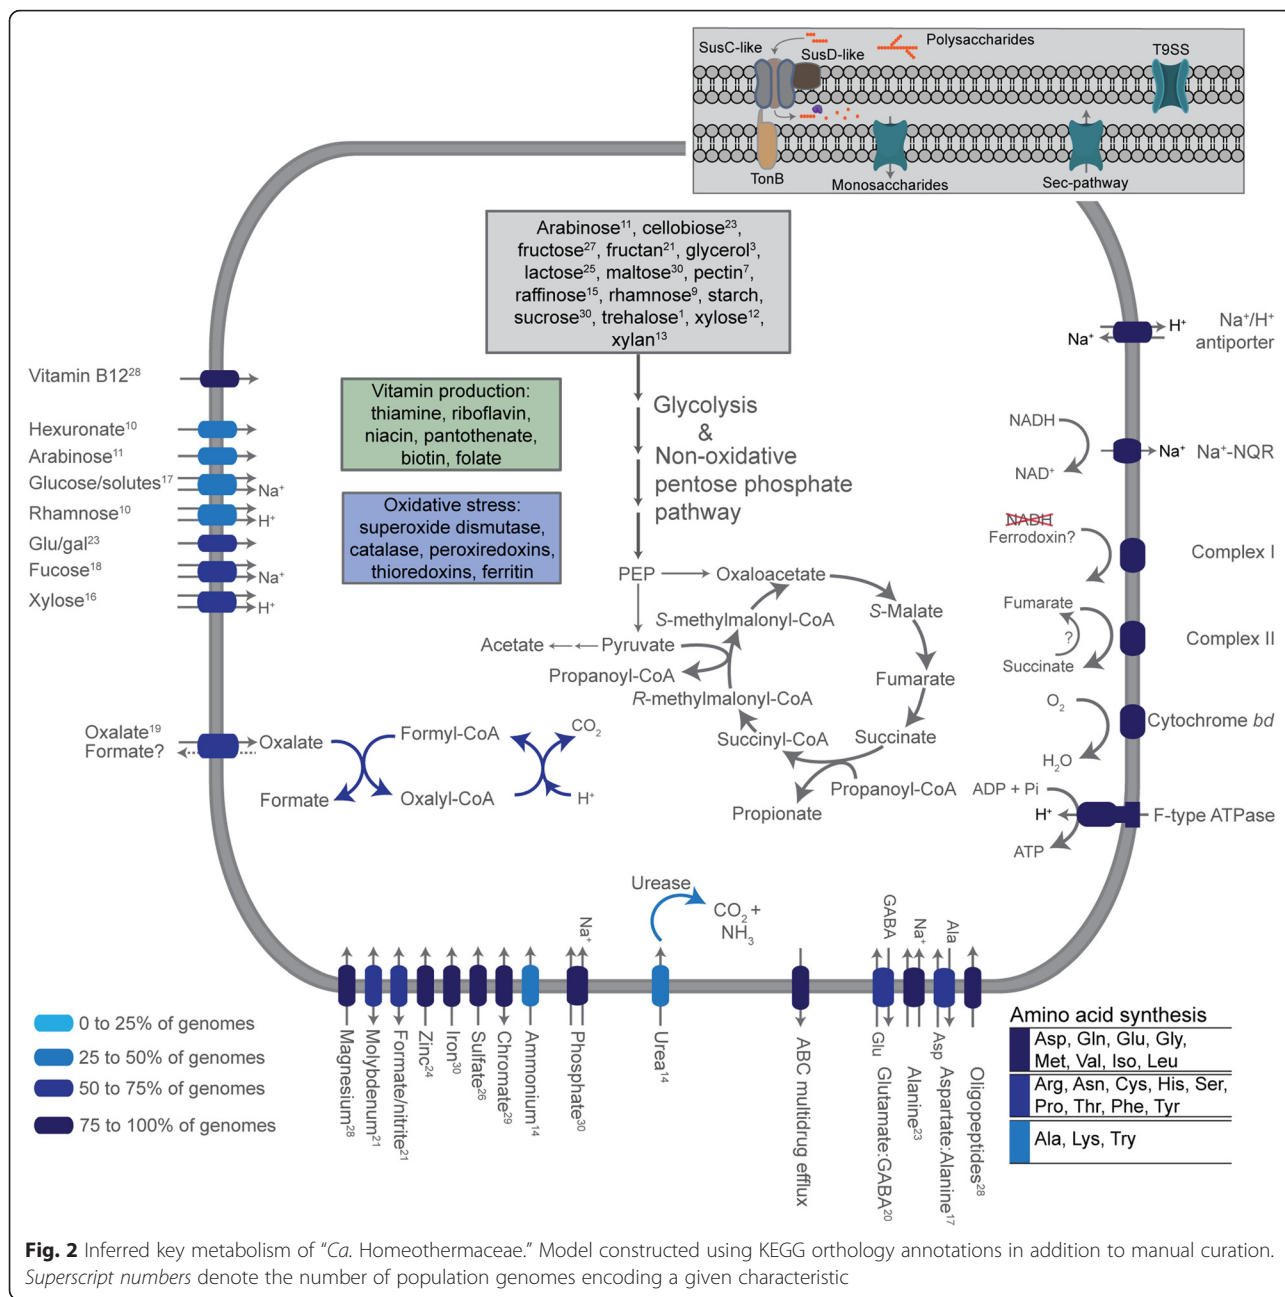 SusC-like
SusD-like
Polysaccharides
T9SS
TonB
Monosaccharides
Sec-pathway
Arabinose¹¹, cellobiose²³,
fructose²⁷, fructan²¹, glycerol³,
lactose²⁵, maltose³⁰, pectin⁷,
raffinose¹⁵, rhamnose⁹, starch,
sucrose³⁰, trehalose¹, xylose¹²,
xylan¹³
Vitamin production:
thiamine, riboflavin,
niacin, pantothenate,
biotin, folate
Oxidative stress:
superoxide dismutase,
catalase, peroxiredoxins,
thioredoxins, ferritin
Glycolysis
&
Non-oxidative
pentose phosphate
pathway
Vitamin B12²⁸
Hexuronate¹⁰
Arabinose¹¹
Glucose/solutes¹⁷
Na⁺
Rhamnose¹⁰
H⁺
Glu/gal²³
Fucose¹⁸
Na⁺
Xylose¹⁶
H⁺
Oxalate¹⁹
Formate?
Oxalate
Formate
Formyl-CoA
Oxalyl-CoA
CO₂
H⁺
PEP
Oxaloacetate
S-methylmalonyl-CoA
S-Malate
Acetate
Pyruvate
Propanoyl-CoA
Fumarate
R-methylmalonyl-CoA
Succinyl-CoA
Succinate
Propanoyl-CoA
Propionate
Na⁺
H⁺
Na⁺/H⁺
antiporter
NADH
NAD⁺
Na⁺
Na⁺-NQR
NADH
Ferrodoxin?
Complex I
Fumarate
?
Succinate
Complex II
O₂
H₂O
Cytochrome bd
ADP + Pi
H⁺
ATP
F-type ATPase
Urease
CO₂ +
NH₃
Na⁺
GABA
Na⁺
Ala
Magnesium²⁸
Molybdenum²¹
Formate/nitrite²¹
Zinc²⁴
Iron³⁰
Sulfate²⁶
Chromate²⁹
Ammonium¹⁴
Phosphate³⁰
Urea¹⁴
ABC multidrug efflux
Glu
Glutamate:GABA²⁰
Alanine²³
Asp
Aspartate:Alanine¹⁷
Oligopeptides²⁸
0 to 25% of genomes
25 to 50% of genomes
50 to 75% of genomes
75 to 100% of genomes
Amino acid synthesis
Asp, Gln, Glu, Gly,
Met, Val, Iso, Leu
Arg, Asn, Cys, His, Ser,
Pro, Thr, Phe, Tyr
Ala, Lys, Try
Fig. 2 Inferred key metabolism of “Ca. Homeothermaceae.” Model constructed using KEGG orthology annotations in addition to manual curation.
Superscript numbers denote the number of population genomes encoding a given characteristic